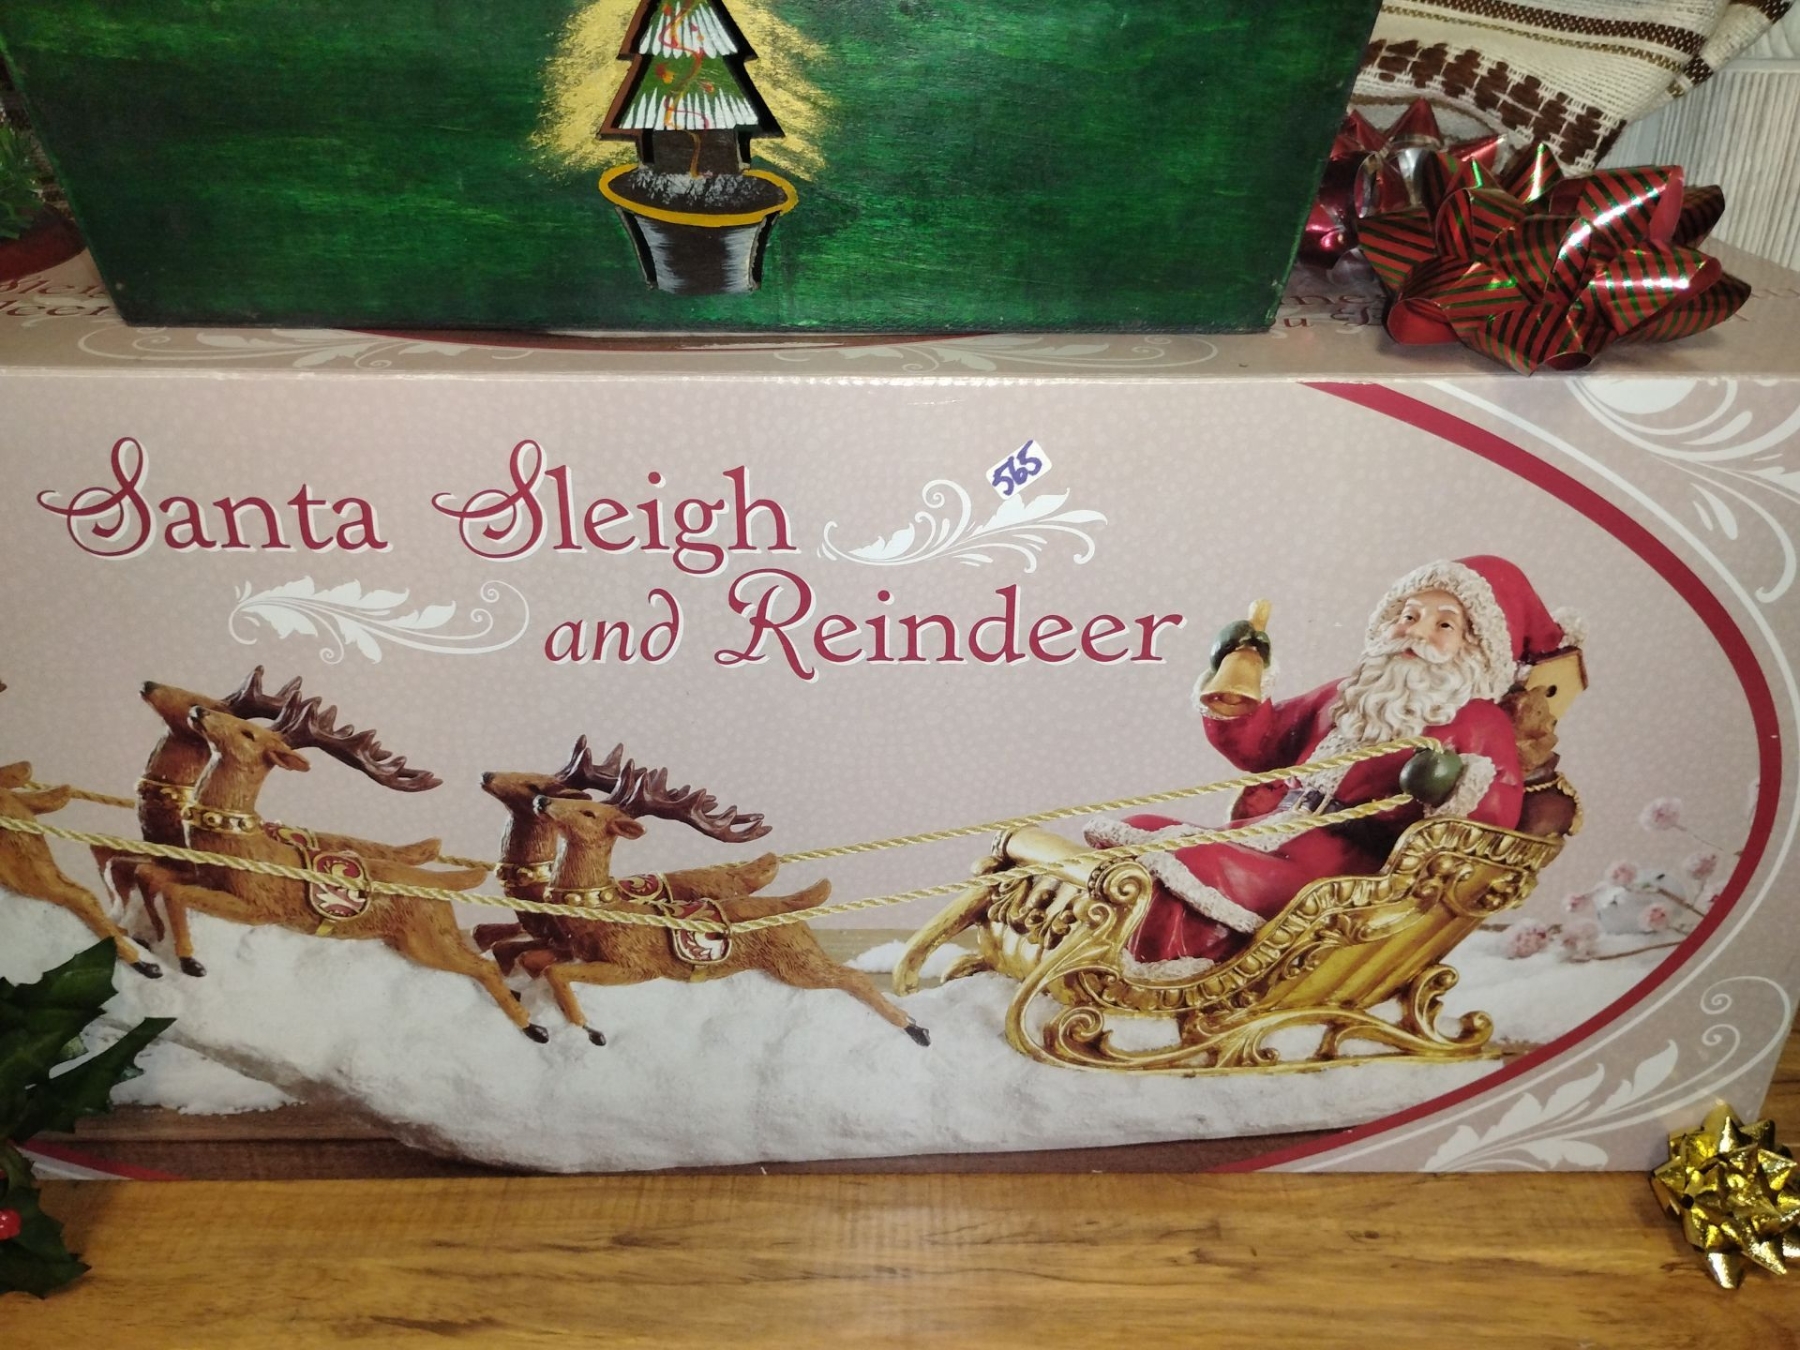 Santa Sleigh
565
and Reindeer